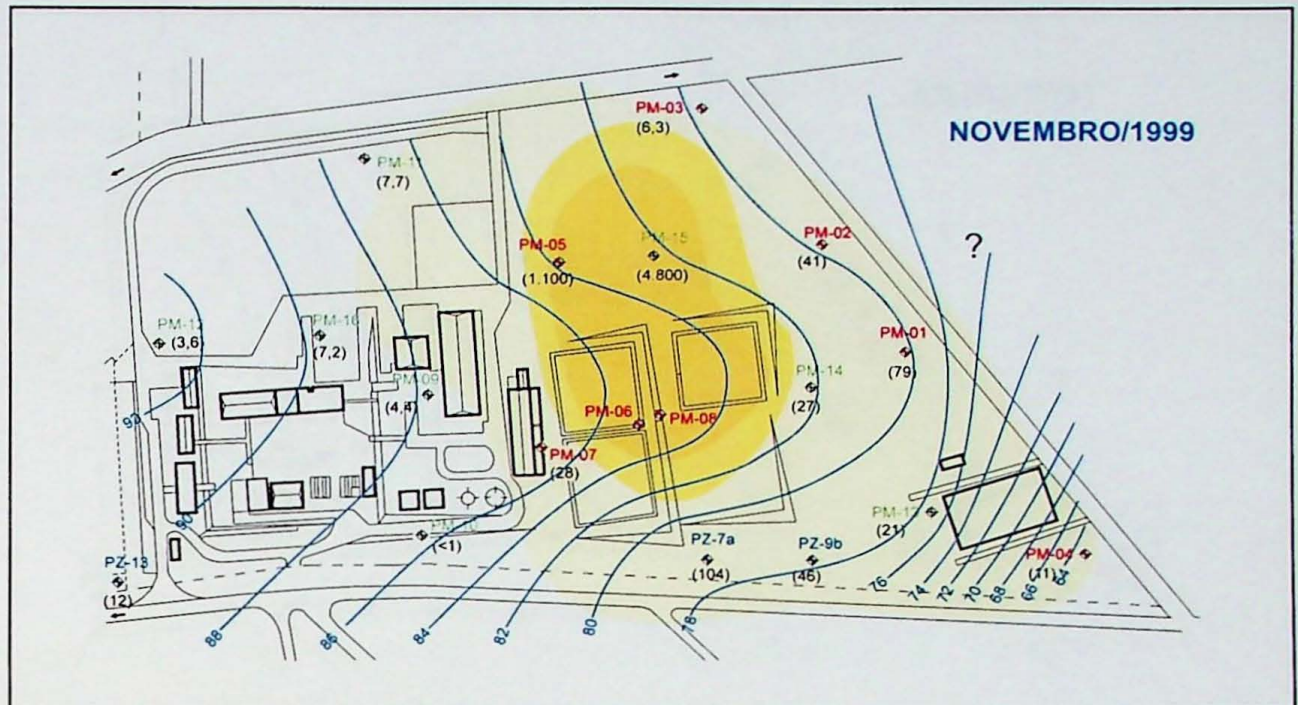 PM-03
(6,3)
NOVEMBRO/1999
PM-11
(7,7)
PM-02
(41)
?
PM-05
(1.100)
PM-15
(4.800)
PM-12
(3,6)
PM-16
(7,2)
PM-01
(79)
PM-09
(4,4)
PM-14
(27)
PM-06
PM-08
PM-07
(28)
PM-10
(<1)
PM-13
(21)
PM-04
(11)
PZ-13
(12)
PZ-7a
(104)
PZ-9b
(46)
90
88
86
84
82
80
78
76
74
72
70
68
66
64